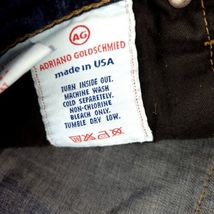 AG
ADRIANO GOLDSCHMIED
made in USA
TURN INSIDE OUT.
MACHINE WASH
COLD SEPARETELY.
NON-CHLORINE
BLEACH ONLY.
TUMBLE DRY LOW.